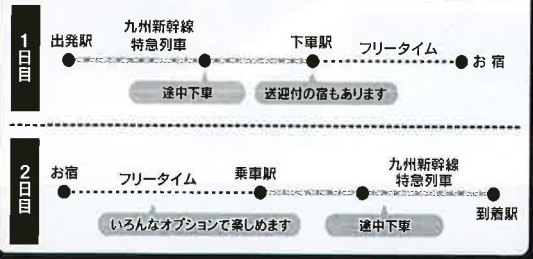 1日目
出発駅
九州新幹線
特急列車
下車駅
フリータイム
お宿
途中下車
送迎付の宿もあります
2日目
お宿
フリータイム
乗車駅
九州新幹線
特急列車
到着駅
いろんなオプションで楽しめます
途中下車